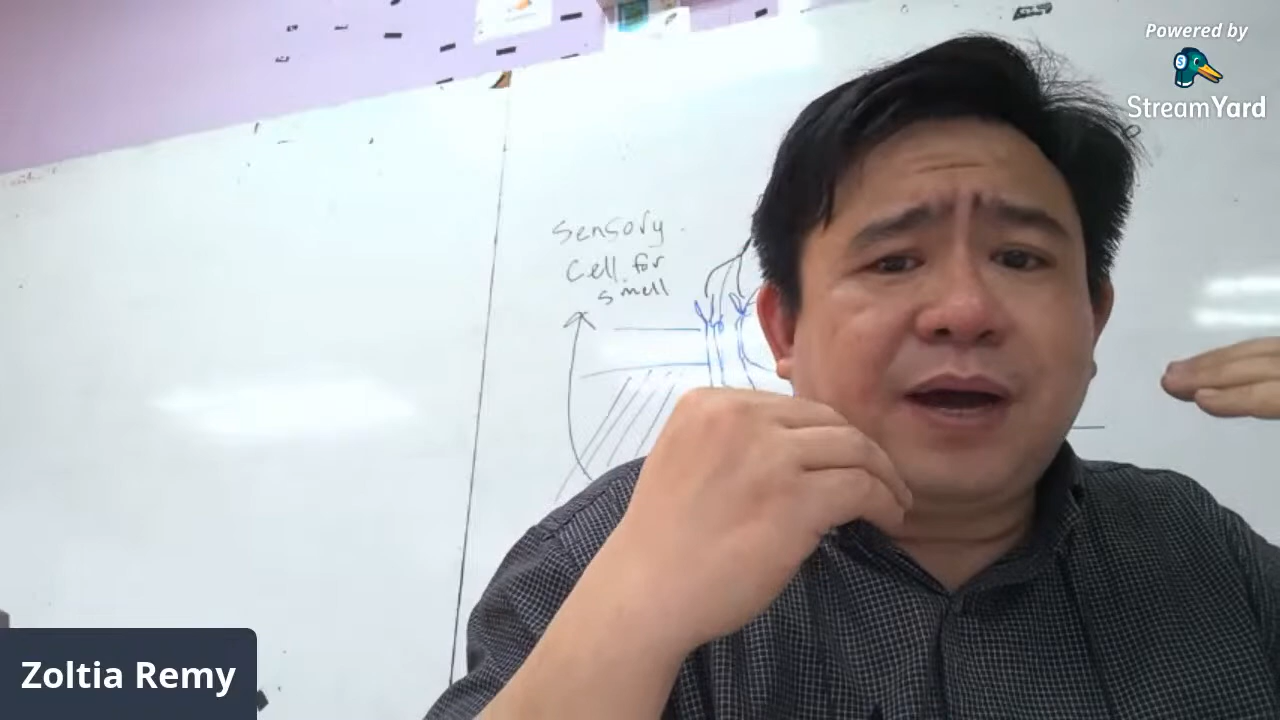 Powered by
StreamYard
Sensory
Cell for
smell
Zoltia Remy